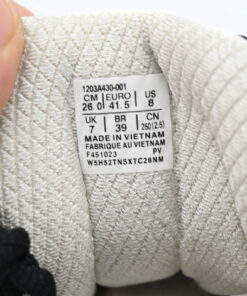 1203A430-001
CM EURO US
26.0 41.5 8
UK BR CN
7 39 260(2.5)
MADE IN VIETNAM
FABRIQUE AU VIETNAM
F451023 PV
W5H52TNSXTC28NM